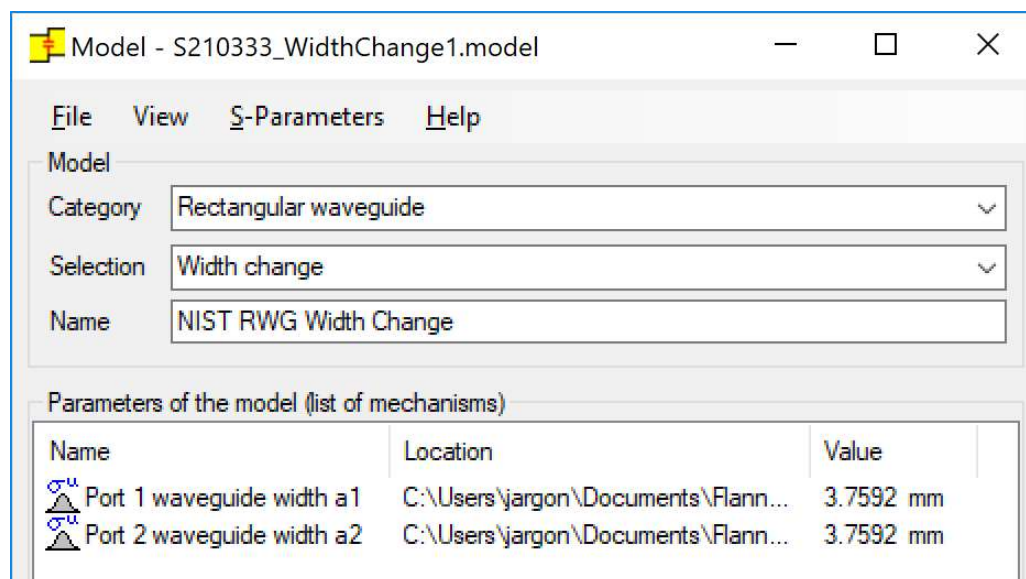 Model - S210333_WidthChange1.model
File View S-Parameters Help
Model
Category Rectangular waveguide
Selection Width change
Name NIST RWG Width Change
Parameters of the model (list of mechanisms)
Name Location Value
σ u Port 1 waveguide width a1 C:\Users\jargon\Documents\Flann... 3.7592 mm
σ u Port 2 waveguide width a2 C:\Users\jargon\Documents\Flann... 3.7592 mm